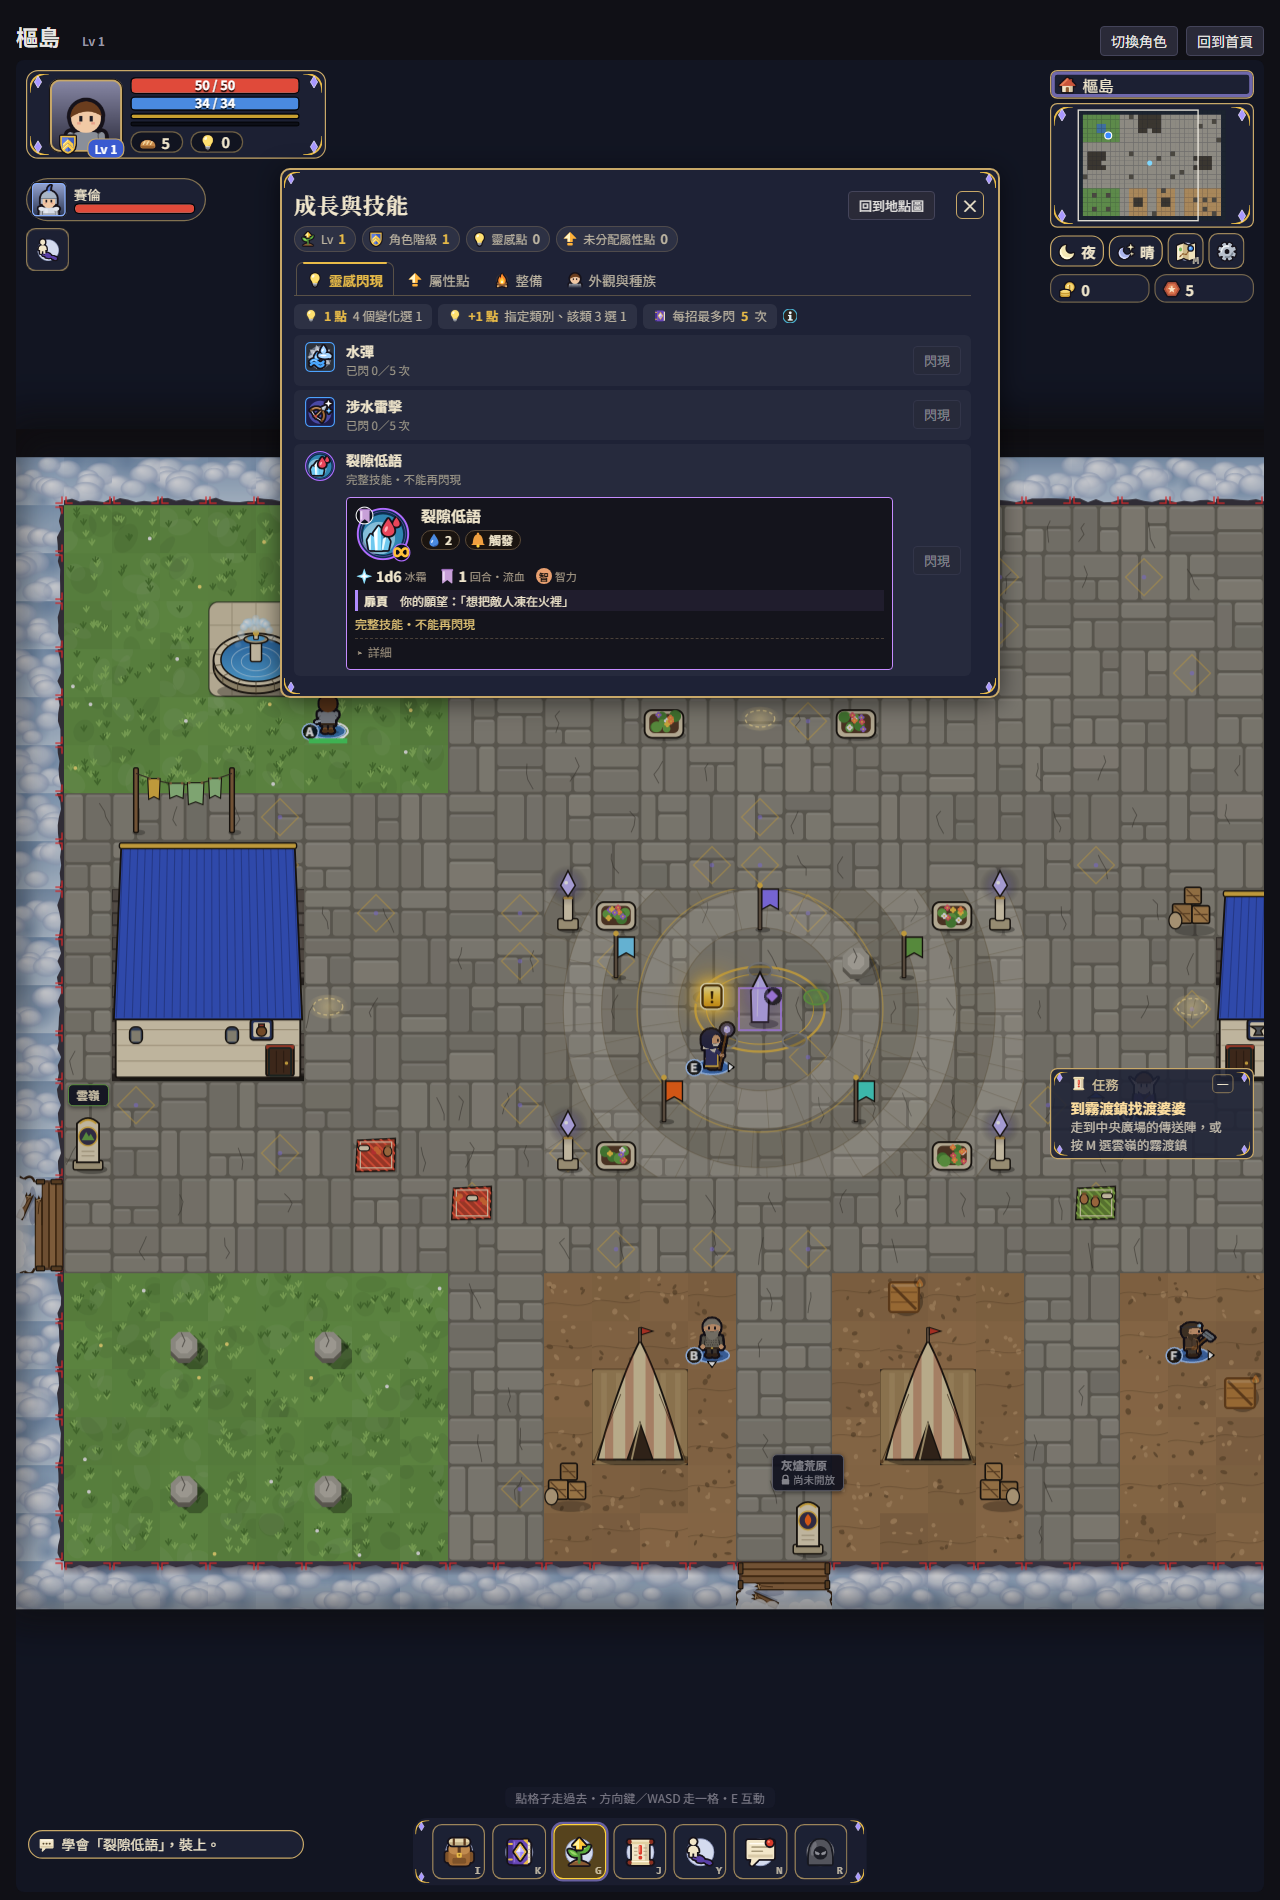 樞島 Lv 1
切換角色 回到首頁
50 / 50
34 / 34
5 0
Lv 1
賽倫
樞島
夜 晴 M
0 5
成長與技能
回到地點圖
Lv 1 角色階級 1 靈感點 0 未分配屬性點 0
靈感閃現 屬性點 整備 外觀與種族
1 點 4 個變化選 1 +1 點 指定類別、該類 3 選 1 每招最多閃 5 次
水彈
已閃 0／5 次
閃現
涉水雷擊
已閃 0／5 次
閃現
裂隙低語
完整技能・不能再閃現
裂隙低語
2 觸發
閃現
1d6 冰霜 1 回合・流血 智 智力
扉頁 你的願望：「想把敵人凍在火裡」
完整技能・不能再閃現
詳細
A
!
E
雲嶺
任務
到霧渡鎮找渡婆婆
走到中央廣場的傳送陣，或
按 M 選雲嶺的霧渡鎮
B
F
灰燼荒原
尚未開放
點格子走過去・方向鍵／WASD 走一格・E 互動
學會「裂隙低語」，裝上。
I K G J Y N R